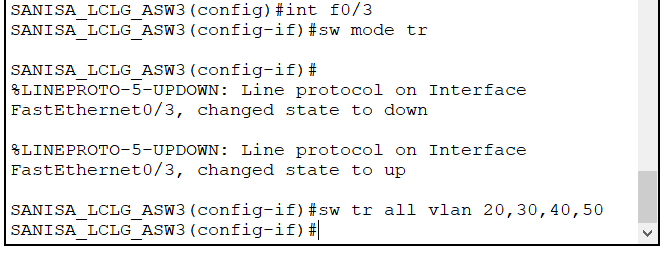 SANISA_LCLG_ASW3(config)#int f0/3
SANISA_LCLG_ASW3(config-if)#sw mode tr
SANISA_LCLG_ASW3(config-if)#
%LINEPROTO-5-UPDOWN: Line protocol on Interface
FastEthernet0/3, changed state to down
%LINEPROTO-5-UPDOWN: Line protocol on Interface
FastEthernet0/3, changed state to up
SANISA_LCLG_ASW3(config-if)#sw tr all vlan 20,30,40,50
SANISA_LCLG_ASW3(config-if)#